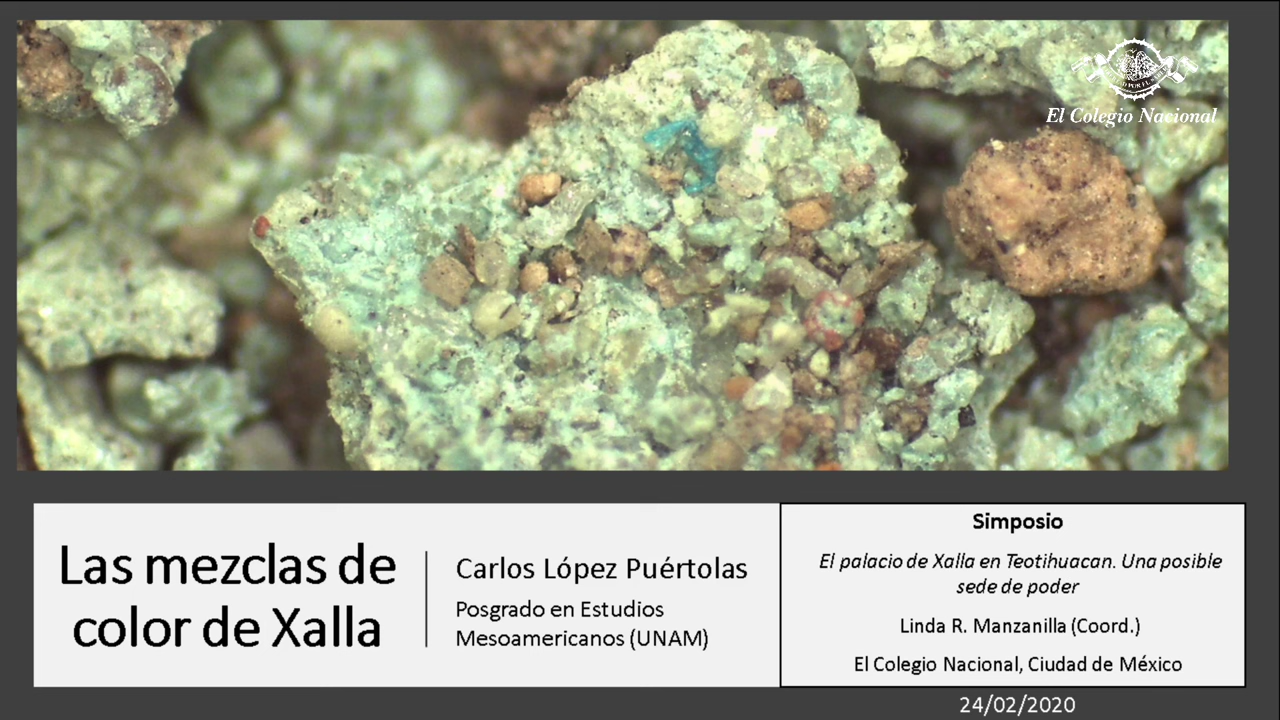 El Colegio Nacional
Las mezclas de
color de Xalla
Carlos López Puértolas
Posgrado en Estudios
Mesoamericanos (UNAM)
Simposio
El palacio de Xalla en Teotihuacan. Una posible
sede de poder
Linda R. Manzanilla (Coord.)
El Colegio Nacional, Ciudad de México
24/02/2020